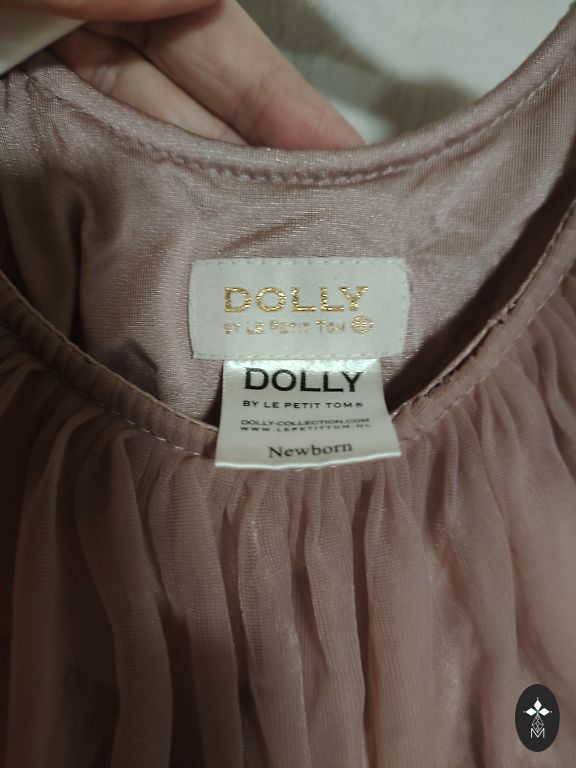 DOLLY
BY LE PETIT TOM
DOLLY
BY LE PETIT TOM®
DOLLY-COLLECTION.COM
WWW.LEPETITTOM.NL
Newborn
M